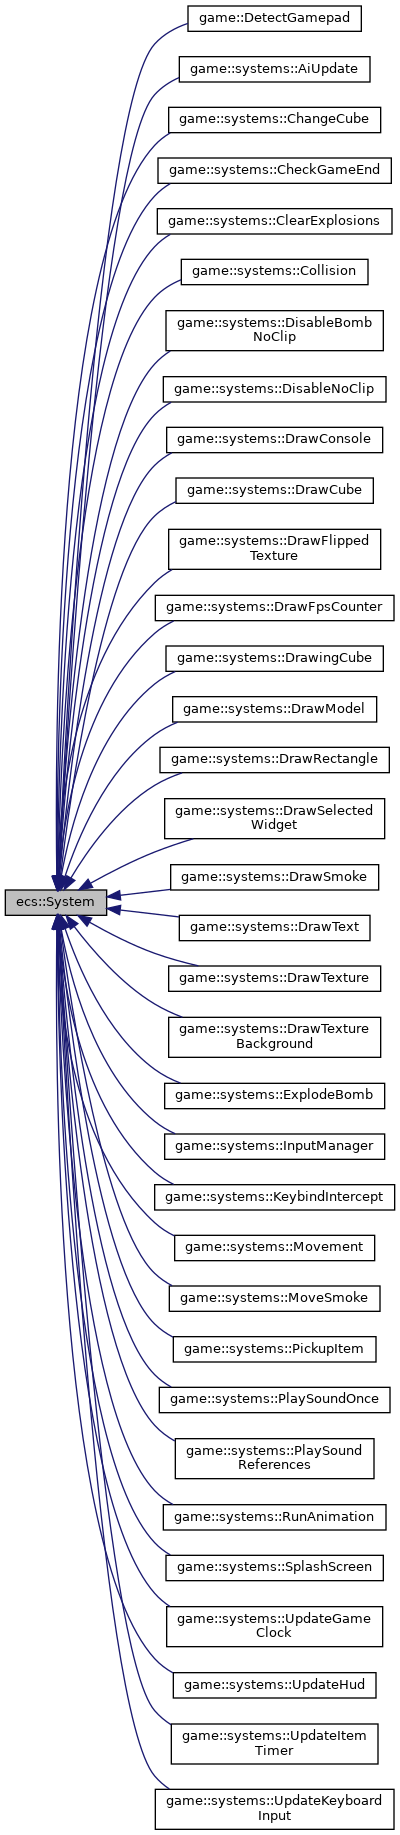 game::DetectGamepad
game::systems::AiUpdate
game::systems::ChangeCube
game::systems::CheckGameEnd
game::systems::ClearExplosions
game::systems::Collision
game::systems::DisableBomb
NoClip
game::systems::DisableNoClip
game::systems::DrawConsole
game::systems::DrawCube
game::systems::DrawFlipped
Texture
game::systems::DrawFpsCounter
game::systems::DrawingCube
game::systems::DrawModel
game::systems::DrawRectangle
game::systems::DrawSelected
Widget
game::systems::DrawSmoke
ecs::System
game::systems::DrawText
game::systems::DrawTexture
game::systems::DrawTexture
Background
game::systems::ExplodeBomb
game::systems::InputManager
game::systems::KeybindIntercept
game::systems::Movement
game::systems::MoveSmoke
game::systems::PickupItem
game::systems::PlaySoundOnce
game::systems::PlaySound
References
game::systems::RunAnimation
game::systems::SplashScreen
game::systems::UpdateGame
Clock
game::systems::UpdateHud
game::systems::UpdateItem
Timer
game::systems::UpdateKeyboard
Input